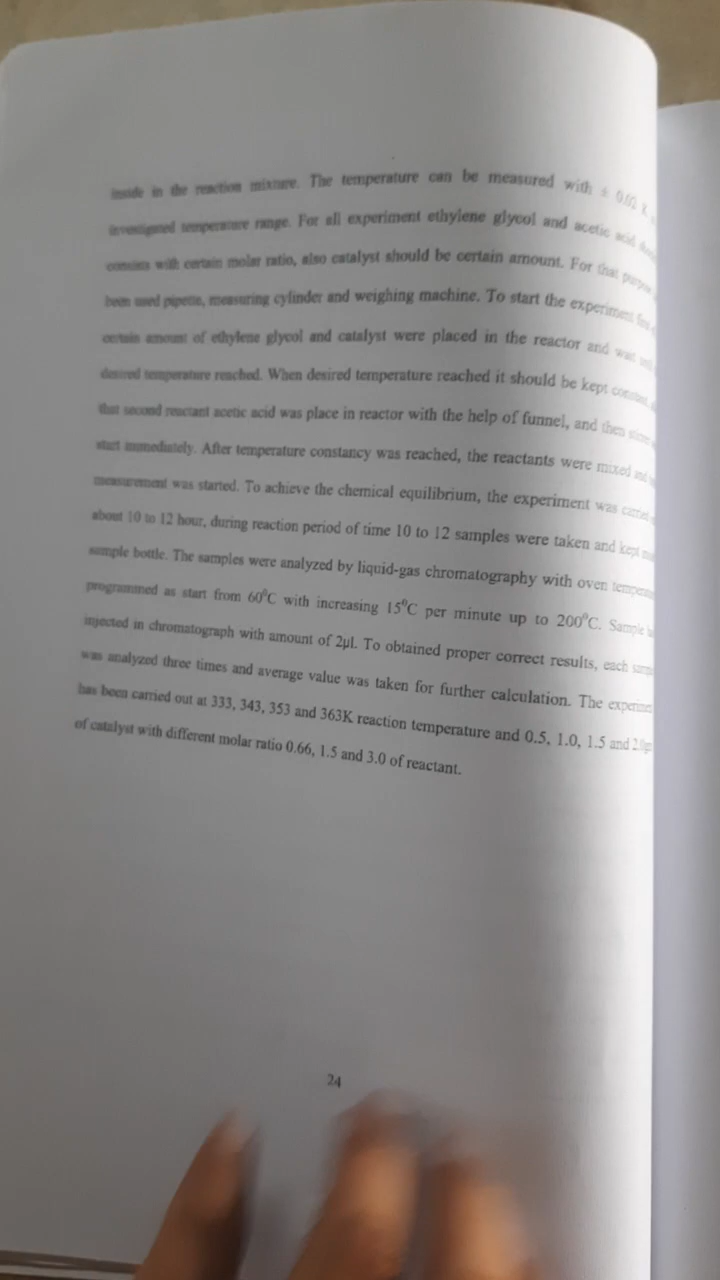 inside in the reaction mixture. The temperature can be measured with ± 0.02 K
investigated temperature range. For all experiment ethylene glycol and acetic acid
consists with certain molar ratio, also catalyst should be certain amount. For that purpose
been used pipette, measuring cylinder and weighing machine. To start the experiment
certain amount of ethylene glycol and catalyst were placed in the reactor and wait
desired temperature reached. When desired temperature reached it should be kept
that second reactant acetic acid was place in reactor with the help of funnel, and then
start immediately. After temperature constancy was reached, the reactants were mixed and
measurement was started. To achieve the chemical equilibrium, the experiment was
about 10 to 12 hour, during reaction period of time 10 to 12 samples were taken and kept
sample bottle. The samples were analyzed by liquid-gas chromatography with oven
programmed as start from 60⁰C with increasing 15⁰C per minute up to 200⁰C. Sample
injected in chromatograph with amount of 2μl. To obtained proper correct results, each
was analyzed three times and average value was taken for further calculation. The
has been carried out at 333, 343, 353 and 363K reaction temperature and 0.5, 1.0, 1.5 and
of catalyst with different molar ratio 0.66, 1.5 and 3.0 of reactant.
24